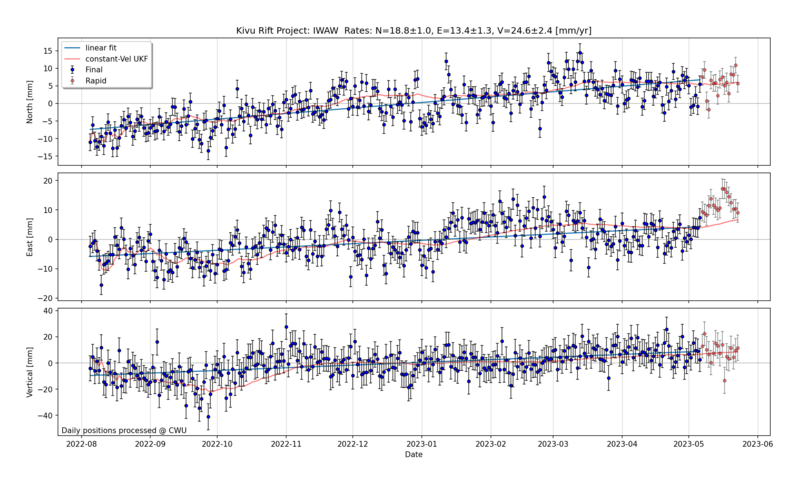 Kivu Rift Project: IWAW  Rates: N=18.8±1.0, E=13.4±1.3, V=24.6±2.4 [mm/yr]
linear fit
constant-Vel UKF
Final
Rapid
North [mm]
15
10
5
0
−5
−10
−15
East [mm]
20
10
0
−10
−20
Vertical [mm]
40
20
0
−20
−40
Daily positions processed @ CWU
2022-08 2022-09 2022-10 2022-11 2022-12 2023-01 2023-02 2023-03 2023-04 2023-05 2023-06
Date